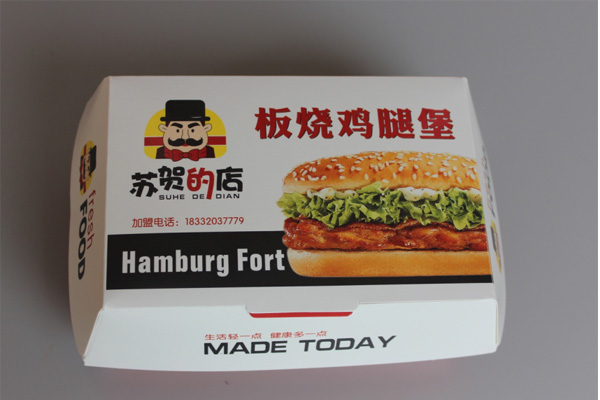 板烧鸡腿堡
苏贺的店
SUHE DE DIAN
加盟电话：18332037779
Hamburg Fort
fresh
FOOD
生活轻一点 健康多一点
MADE TODAY